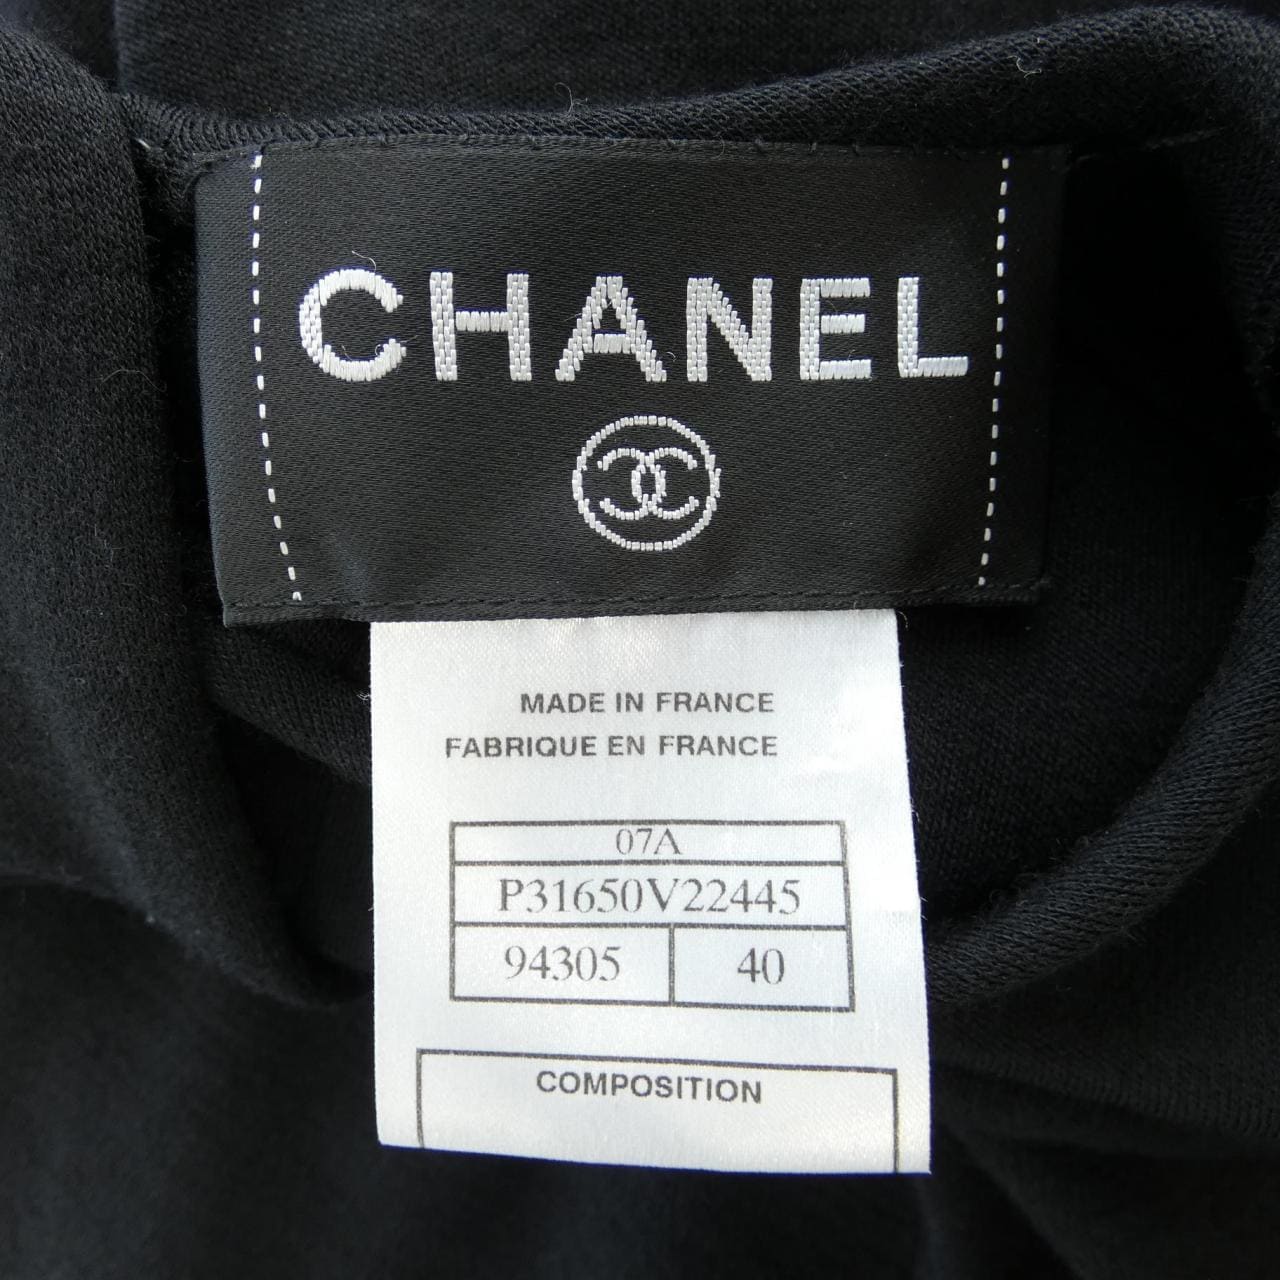 CHANEL
MADE IN FRANCE
FABRIQUE EN FRANCE
07A
P31650V22445
94305 40
COMPOSITION